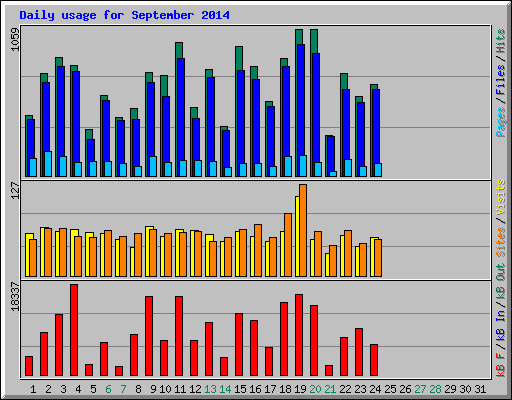 Daily usage for September 2014
1059
Pages / Files / Hits
127
Sites / Visits
18337
kB F / kB In / kB Out
1 2 3 4 5 6 7 8 9 10 11 12 13 14 15 16 17 18 19 20 21 22 23 24 25 26 27 28 29 30 31